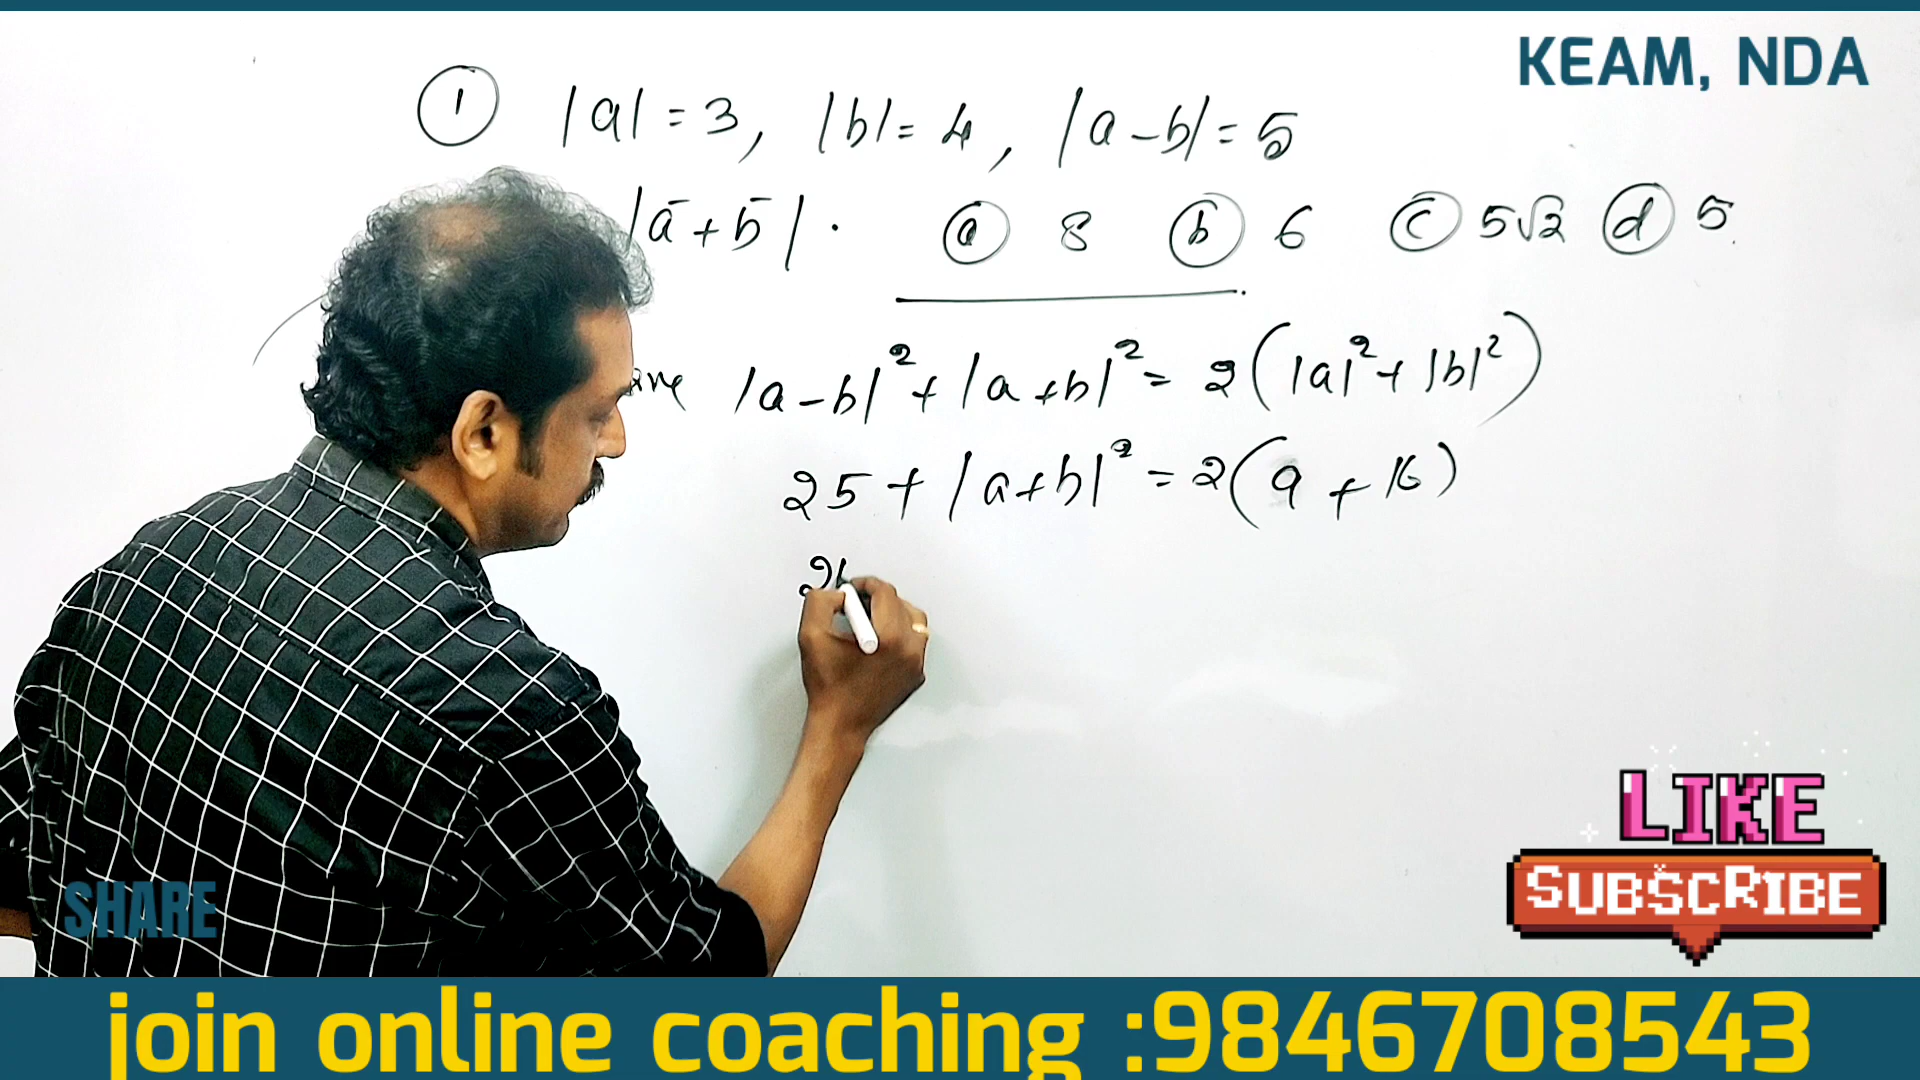 KEAM, NDA
① |a| = 3, |b| = 4, |a - b| = 5
|a̅ + b̅| . ⓐ 8 ⓑ 6 ⓒ 5√2 ⓓ 5.
|a - b|² + |a + b|² = 2(|a|² + |b|²)
25 + |a + b|² = 2(9 + 16)
LIKE
SUBSCRIBE
SHARE
join online coaching :9846708543